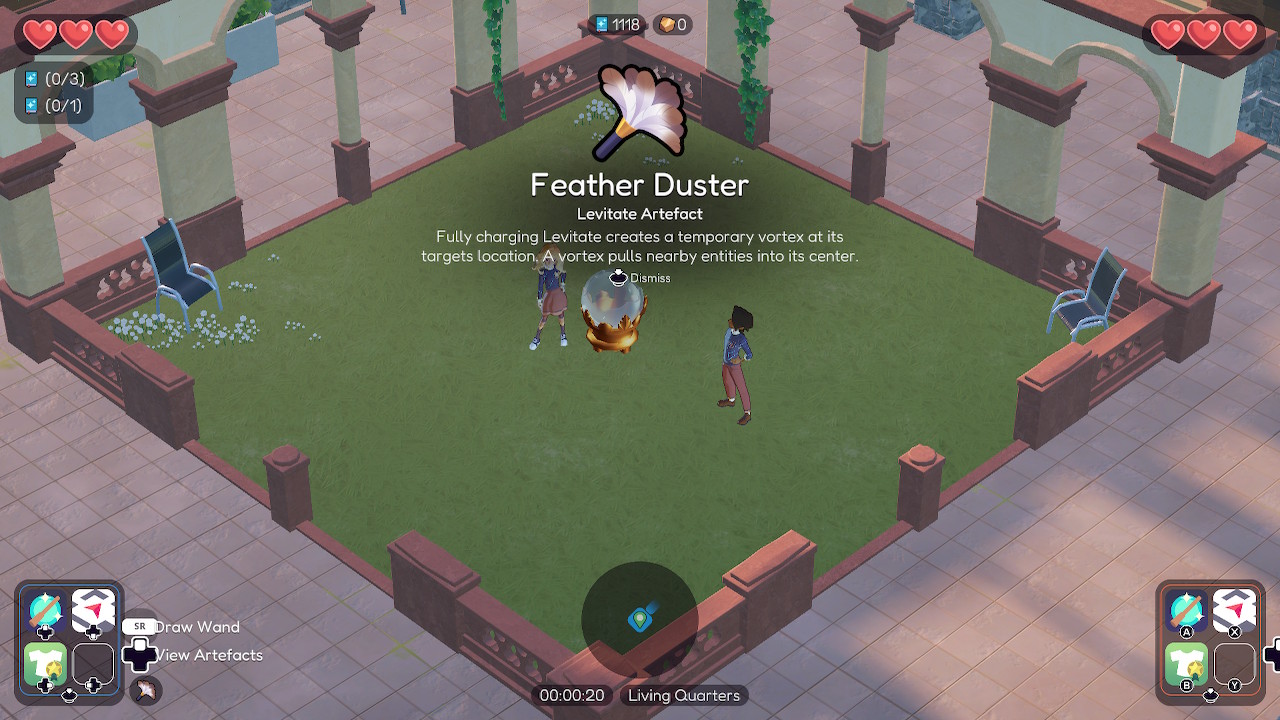 1118
0
(0/3)
(0/1)
Feather Duster
Levitate Artefact
Fully charging Levitate creates a temporary vortex at its
targets location. A vortex pulls nearby entities into its center.
Dismiss
SR Draw Wand
View Artefacts
A
X
B
Y
00:00:20
Living Quarters